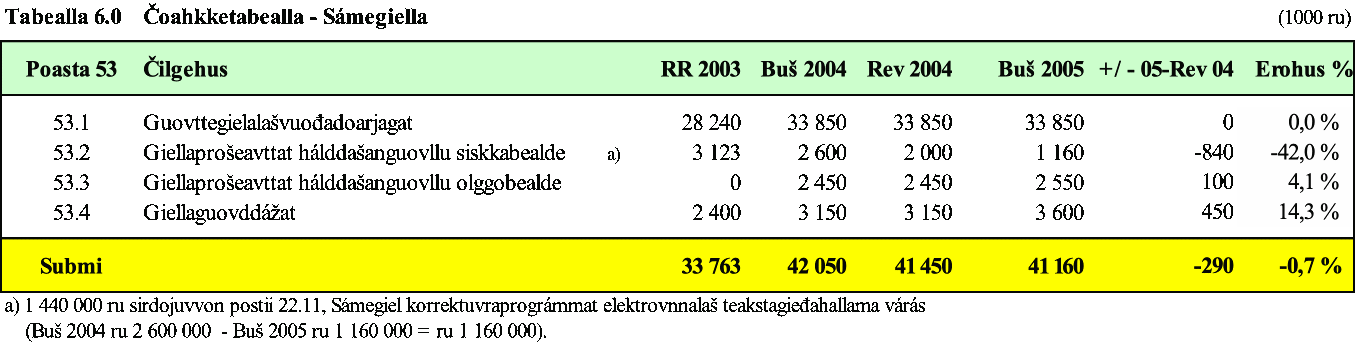 Tabealla 6.0 Čoahkketabealla - Sámegiella (1000 ru)
Poasta 53 Čilgehus RR 2003 Buš 2004 Rev 2004 Buš 2005 +/ - 05-Rev 04 Erohus %
53.1 Guovttegielalašvuođadoarjagat 28 240 33 850 33 850 33 850 0 0,0 %
53.2 Giellaprošeavttat hálddašanguovllu siskkabealde a) 3 123 2 600 2 000 1 160 -840 -42,0 %
53.3 Giellaprošeavttat hálddašanguovllu olggobealde 0 2 450 2 450 2 550 100 4,1 %
53.4 Giellaguovddážat 2 400 3 150 3 150 3 600 450 14,3 %
Submi 33 763 42 050 41 450 41 160 -290 -0,7 %
a) 1 440 000 ru sirdojuvvon postii 22.11, Sámegiel korrektuvraprográmmat elektrovnnalaš teakstagieđahallama várás
(Buš 2004 ru 2 600 000 - Buš 2005 ru 1 160 000 = ru 1 160 000).